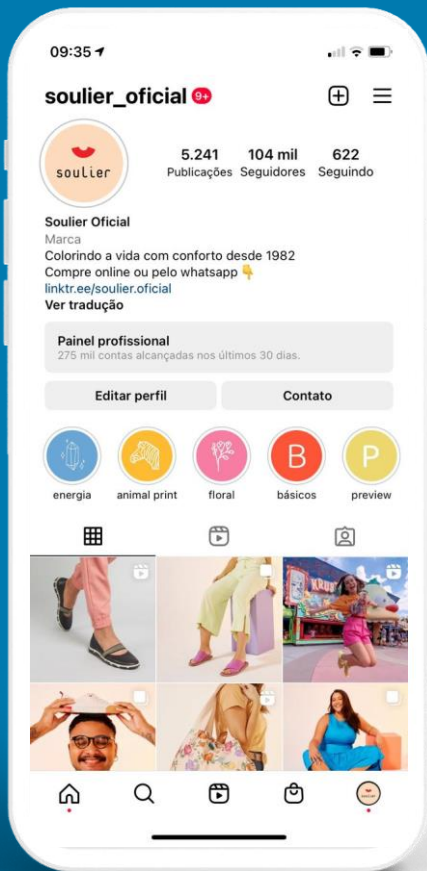 09:35
soulier_oficial 9+
soulier
5.241 104 mil 622
Publicações Seguidores Seguindo
Soulier Oficial
Marca
Colorindo a vida com conforto desde 1982
Compre online ou pelo whatsapp 👇
linktr.ee/soulier.oficial
Ver tradução
Painel profissional
275 mil contas alcançadas nos últimos 30 dias.
Editar perfil Contato
B P
energia animal print floral básicos preview